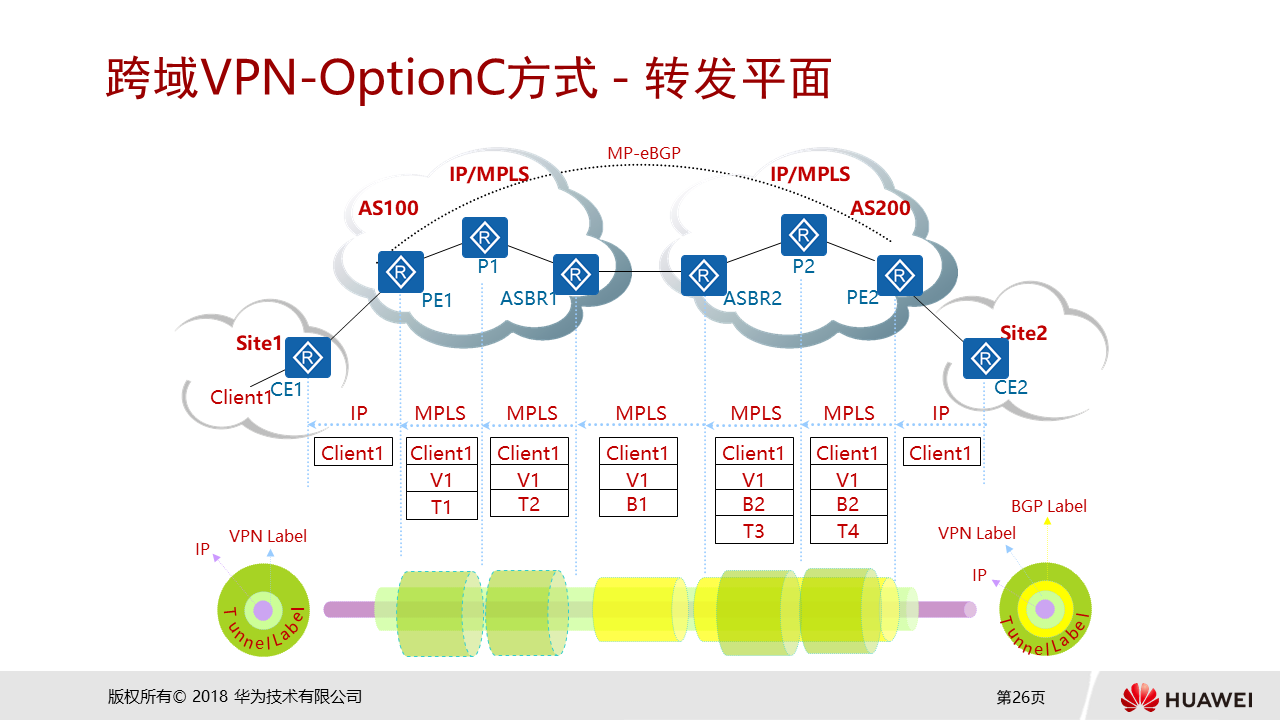 跨域VPN-OptionC方式 - 转发平面
MP-eBGP
IP/MPLS
IP/MPLS
AS100
AS200
R
R
R
R
R
R
P1
P2
PE1
ASBR1
ASBR2
PE2
Site1
Site2
R
R
Client1
CE1
CE2
IP
MPLS
MPLS
MPLS
MPLS
MPLS
IP
Client1
Client1
Client1
Client1
Client1
Client1
Client1
V1
V1
V1
V1
V1
T1
T2
B1
B2
B2
T3
T4
BGP Label
VPN Label
VPN Label
IP
IP
Tunnel Label
Tunnel Label
版权所有© 2018 华为技术有限公司
第26页
HUAWEI